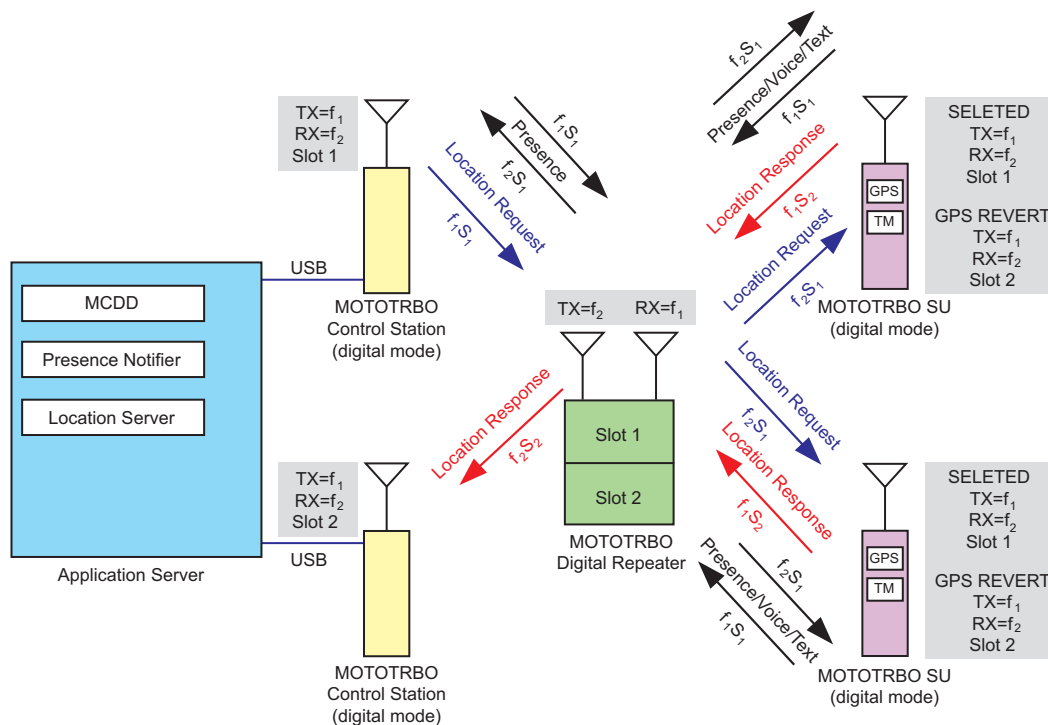 TX=f1
RX=f2
Slot 1
MOTOTRBO
Control Station
(digital mode)
USB
MCDD
Presence Notifier
Location Server
Application Server
USB
TX=f1
RX=f2
Slot 2
MOTOTRBO
Control Station
(digital mode)
Location Request
f1S1
f1S1
Presence
f2S1
Location Response
f2S2
TX=f2
RX=f1
Slot 1
Slot 2
MOTOTRBO
Digital Repeater
f2S1
Presence/Voice/Text
f1S1
Location Response
f1S2
Location Request
f2S1
GPS
TM
MOTOTRBO SU
(digital mode)
SELETED
TX=f1
RX=f2
Slot 1
GPS REVERT
TX=f1
RX=f2
Slot 2
Location Request
f2S1
Location Response
f1S2
f2S1
Presence/Voice/Text
f1S1
GPS
TM
MOTOTRBO SU
(digital mode)
SELETED
TX=f1
RX=f2
Slot 1
GPS REVERT
TX=f1
RX=f2
Slot 2